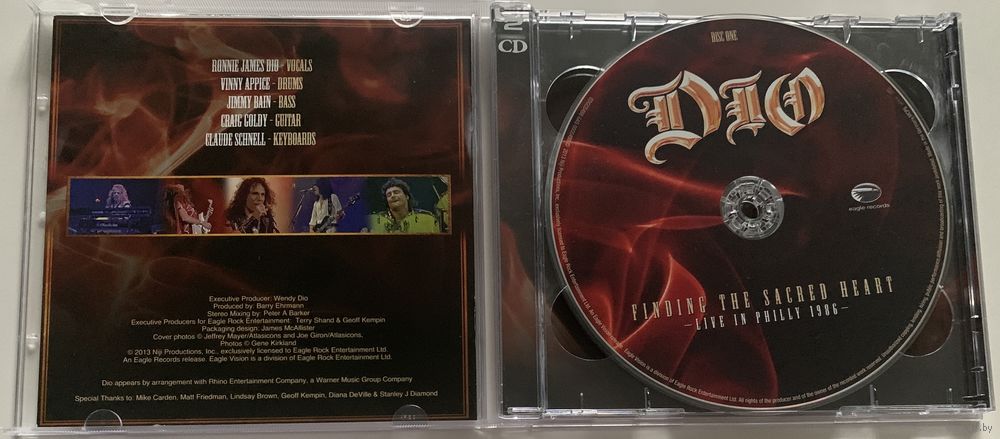 RONNIE JAMES DIO - VOCALS
VINNY APPICE - DRUMS
JIMMY BAIN - BASS
CRAIG GOLDY - GUITAR
CLAUDE SCHNELL - KEYBOARDS
Executive Producer: Wendy Dio
Produced by: Barry Ehrmann
Stereo Mixing by: Peter A Barker
Executive Producers for Eagle Rock Entertainment: Terry Shand & Geoff Kempin
Packaging design: James McAllister
Cover photos © Jeffrey Mayer/Atlasicons and Joe Giron/Atlasicons,
Photos © Gene Kirkland
© 2013 Niji Productions, Inc., exclusively licensed to Eagle Rock Entertainment Ltd.
An Eagle Records release. Eagle Vision is a division of Eagle Rock Entertainment Ltd.
Dio appears by arrangement with Rhino Entertainment Company, a Warner Music Group Company
Special Thanks to: Mike Carden, Matt Friedman, Lindsay Brown, Geoff Kempin, Diana DeVille & Stanley J Diamond
2
CD
DISC ONE
DIO
eagle records
FINDING THE SACRED HEART
–LIVE IN PHILLY 1986–
.by